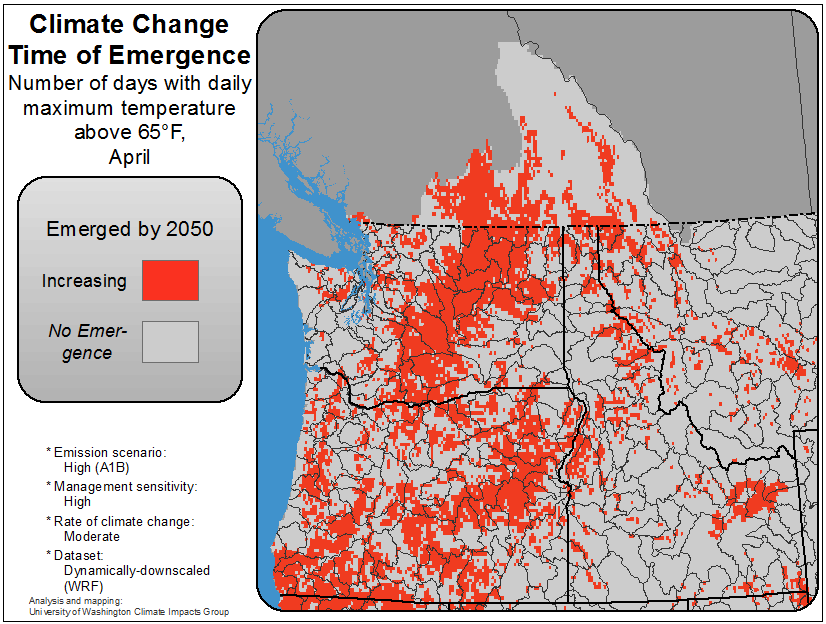 Climate Change
Time of Emergence
Number of days with daily
maximum temperature
above 65°F,
April
Emerged by 2050
Increasing
No Emer-
gence
* Emission scenario:
High (A1B)
* Management sensitivity:
High
* Rate of climate change:
Moderate
* Dataset:
Dynamically-downscaled
(WRF)
Analysis and mapping:
University of Washington Climate Impacts Group